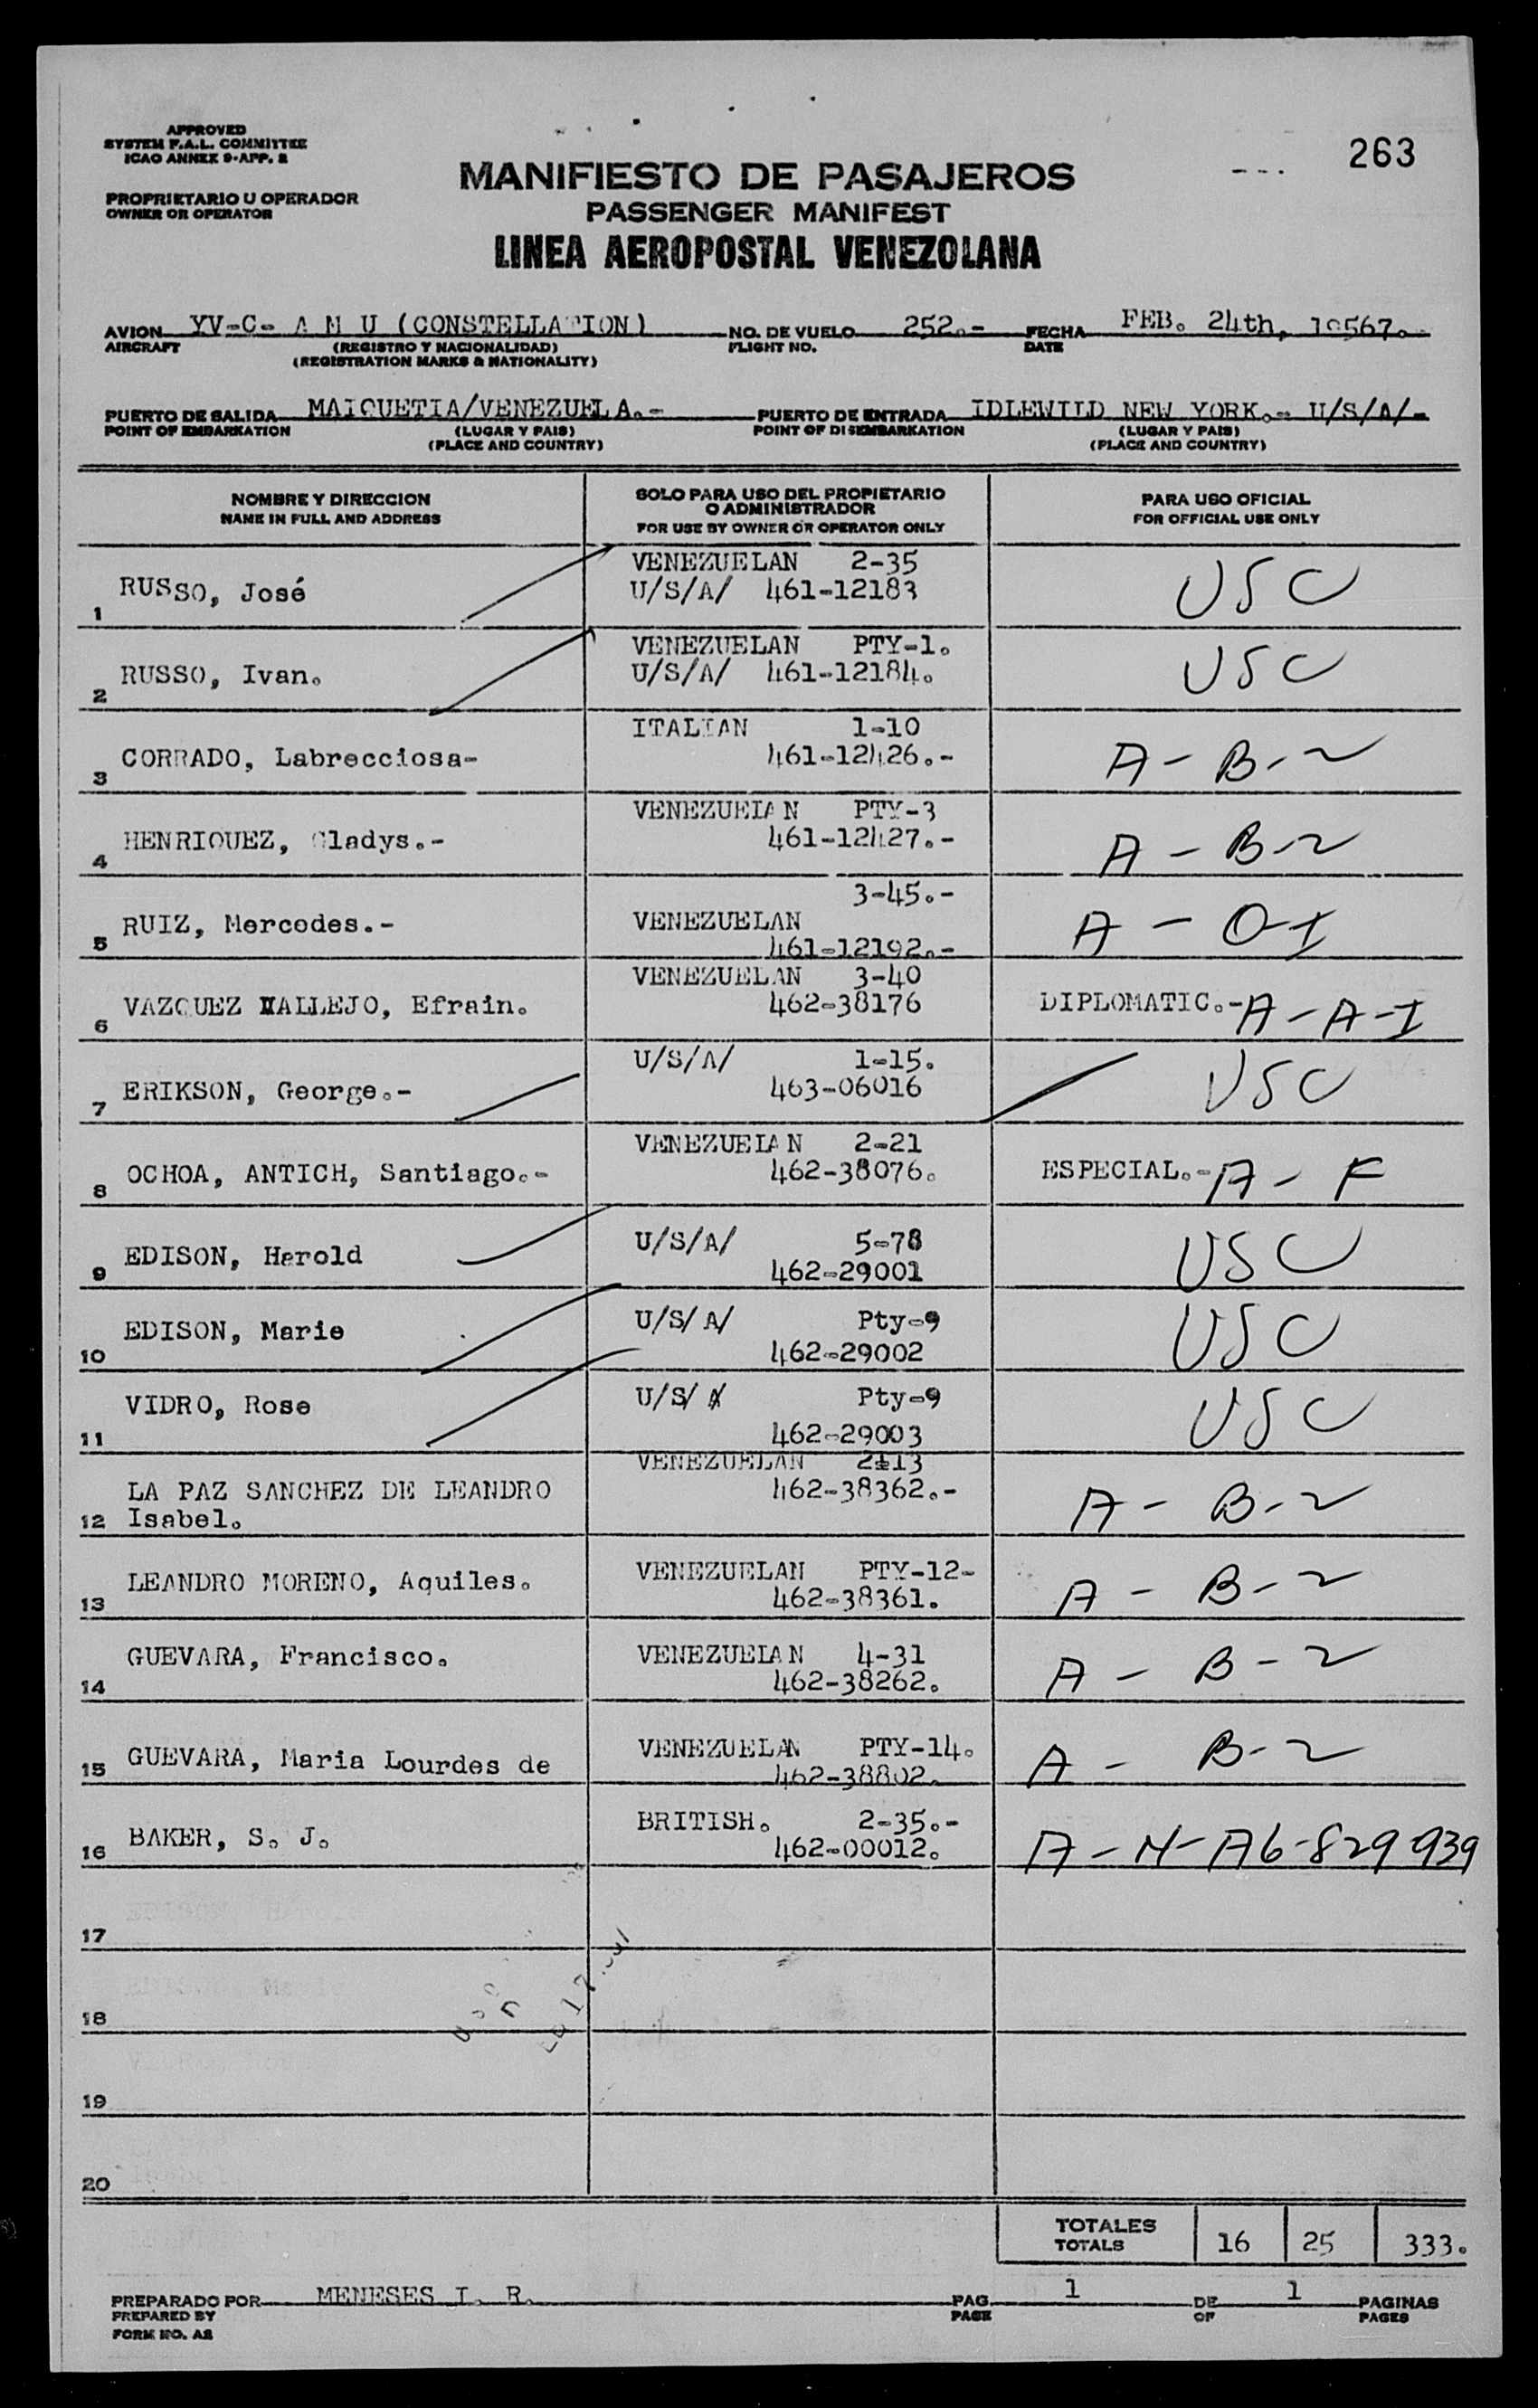 APPROVED
SYSTEM F.A.L. COMMITTEE
ICAO ANNEX 9-APP. 2
263
PROPRIETARIO U OPERADOR
OWNER OR OPERATOR
MANIFIESTO DE PASAJEROS
PASSENGER MANIFEST
LINEA AEROPOSTAL VENEZOLANA
AVION YV-C- A M U (CONSTELLATION) NO. DE VUELO 252.- FECHA FEB. 24th, 19567.
AIRCRAFT (REGISTRO Y NACIONALIDAD) FLIGHT NO. DATE
(REGISTRATION MARKS & NATIONALITY)
PUERTO DE SALIDA MAIQUETIA/VENEZUELA.- PUERTO DE ENTRADA IDLEWILD NEW YORK.- U/S/A/-
POINT OF EMBARKATION (LUGAR Y PAIS) POINT OF DISEMBARKATION (LUGAR Y PAIS)
(PLACE AND COUNTRY) (PLACE AND COUNTRY)
NOMBRE Y DIRECCION SOLO PARA USO DEL PROPIETARIO O ADMINISTRADOR PARA USO OFICIAL
NAME IN FULL AND ADDRESS FOR USE BY OWNER OR OPERATOR ONLY FOR OFFICIAL USE ONLY
1 RUSSO, José VENEZUELAN 2-35 USC
U/S/A/ 461-12183
2 RUSSO, Ivan. VENEZUELAN PTY-1. USC
U/S/A/ 461-12184.
3 CORRADO, Labrecciosa- ITALIAN 1-10 A - B-2
461-12426.-
4 HENRIQUEZ, Gladys.- VENEZUELAN PTY-3 A - B-2
461-12427.-
3-45.-
5 RUIZ, Mercedes.- VENEZUELAN A - O-I
461-12192.-
6 VAZQUEZ VALLEJO, Efrain. VENEZUELAN 3-40 DIPLOMATIC.- A-A-I
462-38176
7 ERIKSON, George.- U/S/A/ 1-15. USC
463-06016
8 OCHOA, ANTICH, Santiago.- VENEZUELAN 2-21 ESPECIAL.- A - F
462-38076.
9 EDISON, Harold U/S/A/ 5-78 USC
462-29001
10 EDISON, Marie U/S/A/ Pty-9 USC
462-29002
11 VIDRO, Rose U/S/A Pty-9 USC
462-29003
VENEZUELAN 2-13
LA PAZ SANCHEZ DE LEANDRO 462-38362.- A - B-2
12 Isabel.
13 LEANDRO MORENO, Aquiles. VENEZUELAN PTY-12- A - B-2
462-38361.
14 GUEVARA, Francisco. VENEZUELAN 4-31 A - B-2
462-38262.
15 GUEVARA, Maria Lourdes de VENEZUELAN PTY-14. A - B-2
462-38802.
16 BAKER, S. J. BRITISH. 2-35.- A-N-A6-829 939
462-00012.
17
18
19
20
TOTALES 16 25 333.
TOTALS
PREPARADO POR MENESES I. R. PAG. 1 DE 1 PAGINAS
PREPARED BY PAGE OF PAGES
FORM NO. A2